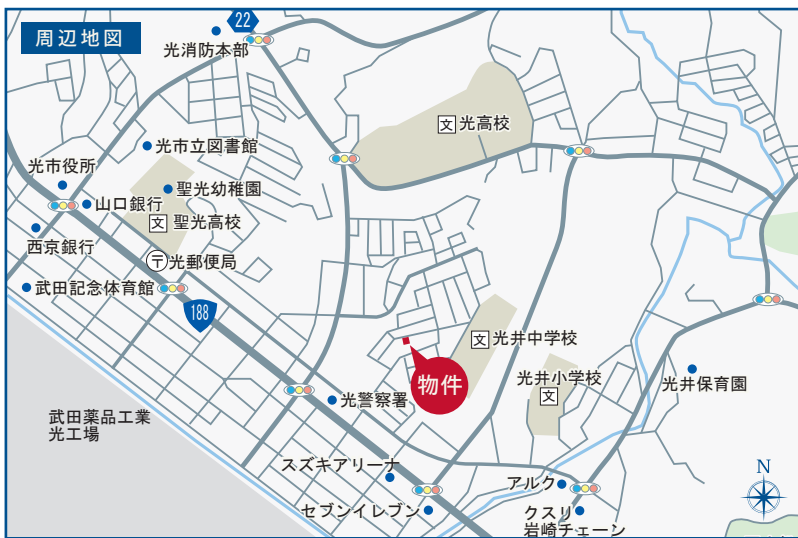 周辺地図
22
光消防本部
文 光高校
光市立図書館
光市役所
聖光幼稚園
山口銀行
文 聖光高校
西京銀行
〒光郵便局
武田記念体育館
188
文 光井中学校
物件
光井小学校
文
光井保育園
光警察署
武田薬品工業
光工場
スズキアリーナ
アルク
セブンイレブン
クスリ
岩崎チェーン
N